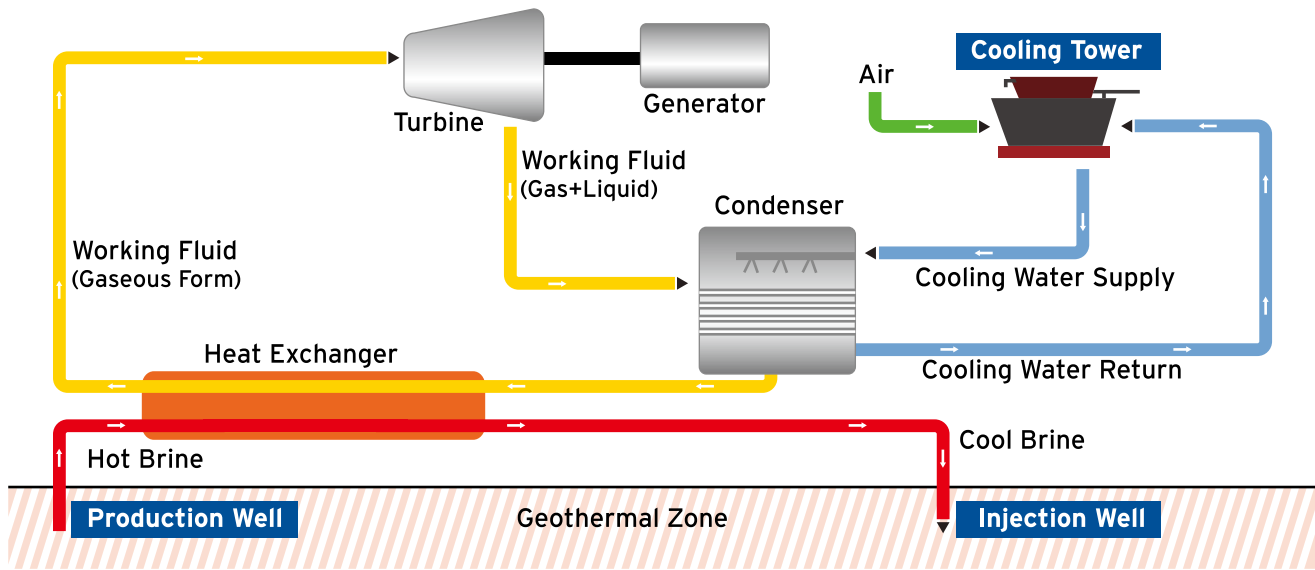 Cooling Tower
Air
Generator
Turbine
Working Fluid
(Gas+Liquid)
Condenser
Working Fluid
(Gaseous Form)
Cooling Water Supply
Heat Exchanger
Cooling Water Return
Cool Brine
Hot Brine
Production Well
Geothermal Zone
Injection Well